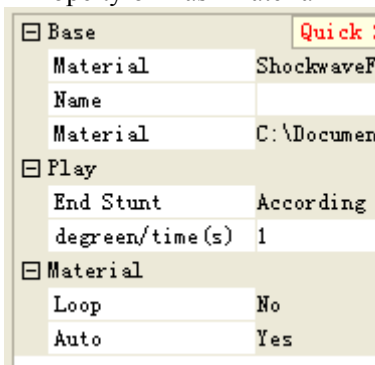 Base Quick
Material ShockwaveF
Name
Material C:\Documen
Play
End Stunt According
degreen/time(s) 1
Material
Loop No
Auto Yes